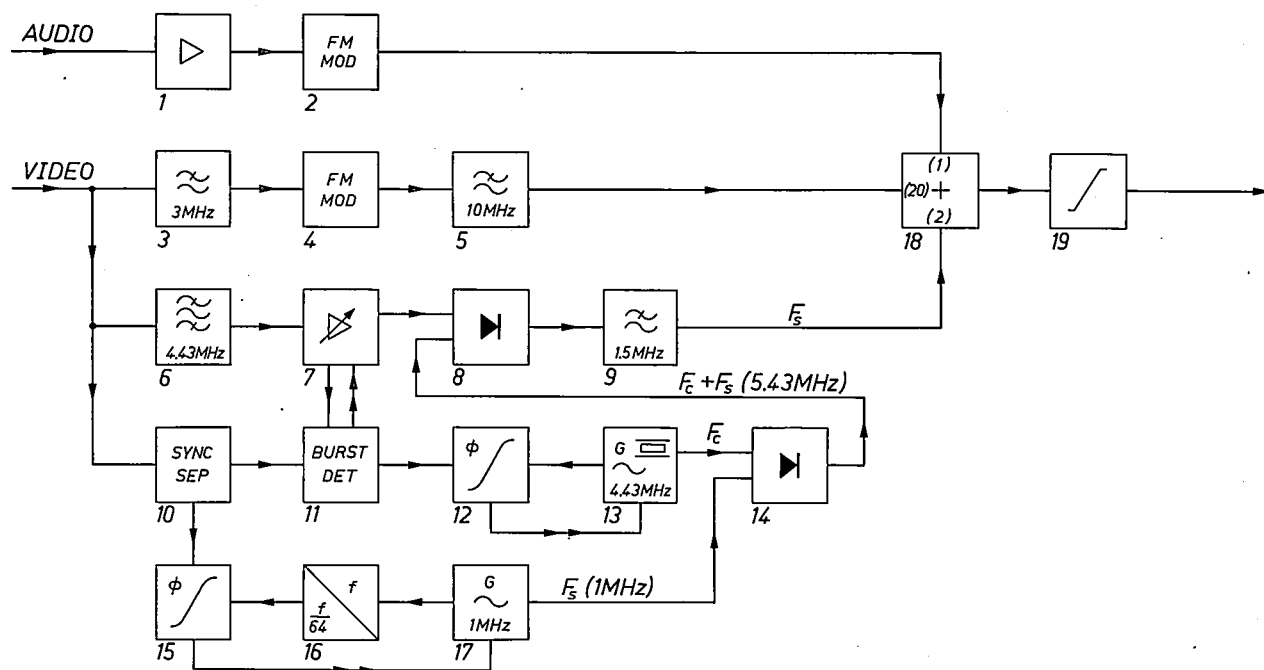 AUDIO
FM
MOD
1
2
VIDEO
3MHz
FM
MOD
10MHz
(1)
(20) +
(2)
3
4
5
18
19
4.43MHz
1.5MHz
Fs
6
7
8
9
Fc + Fs (5.43MHz)
SYNC
SEP
BURST
DET
φ
G
4.43MHz
Fc
10
11
12
13
14
φ
f
f/64
G
1MHz
Fs (1MHz)
15
16
17